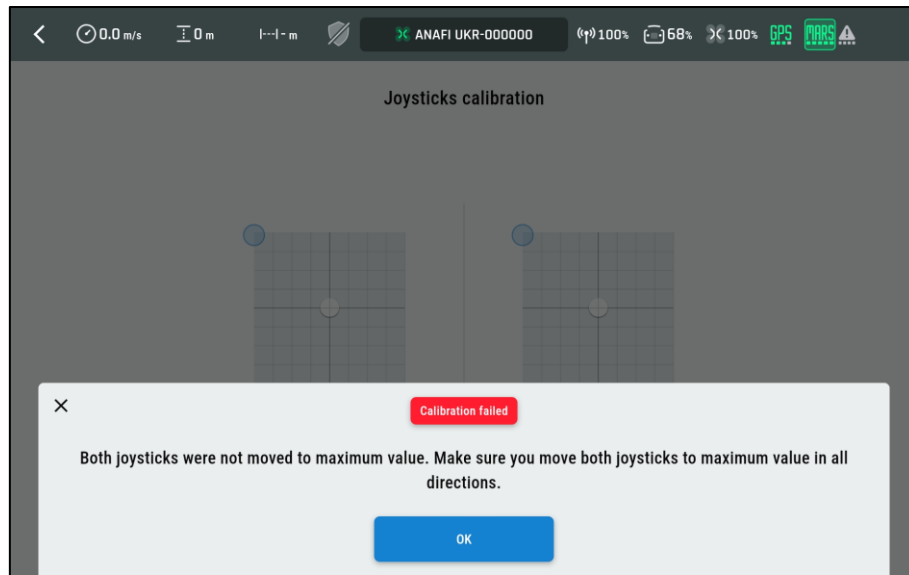 0.0 m/s 0 m - m ANAFI UKR-000000 100% 68% 100% GPS MARS
Joysticks calibration
Calibration failed
Both joysticks were not moved to maximum value. Make sure you move both joysticks to maximum value in all
directions.
OK